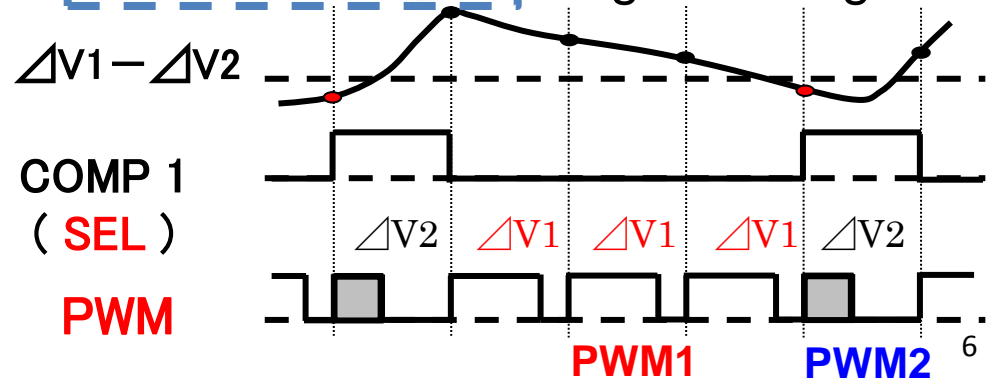 ⊿V1－⊿V2
COMP 1
( SEL )
⊿V2 ⊿V1 ⊿V1 ⊿V1 ⊿V2
PWM
PWM1 PWM2
6